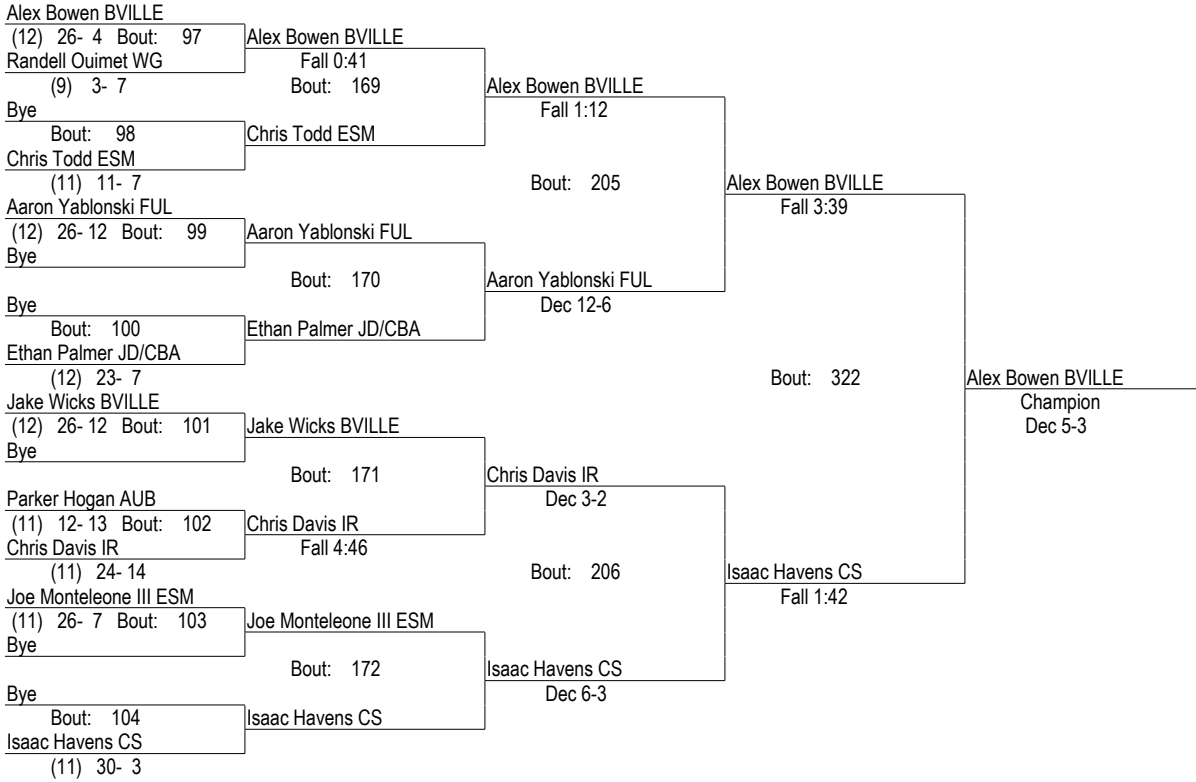 Alex Bowen BVILLE
(12) 26- 4 Bout: 97
Alex Bowen BVILLE
Randell Ouimet WG
Fall 0:41
(9) 3- 7
Bout: 169
Alex Bowen BVILLE
Bye
Fall 1:12
Bout: 98
Chris Todd ESM
Chris Todd ESM
(11) 11- 7
Bout: 205
Alex Bowen BVILLE
Aaron Yablonski FUL
Fall 3:39
(12) 26- 12 Bout: 99
Aaron Yablonski FUL
Bye
Bout: 170
Aaron Yablonski FUL
Bye
Dec 12-6
Bout: 100
Ethan Palmer JD/CBA
Ethan Palmer JD/CBA
(12) 23- 7
Bout: 322
Alex Bowen BVILLE
Jake Wicks BVILLE
Champion
(12) 26- 12 Bout: 101
Jake Wicks BVILLE
Dec 5-3
Bye
Bout: 171
Chris Davis IR
Parker Hogan AUB
Dec 3-2
(11) 12- 13 Bout: 102
Chris Davis IR
Chris Davis IR
Fall 4:46
(11) 24- 14
Bout: 206
Isaac Havens CS
Joe Monteleone III ESM
Fall 1:42
(11) 26- 7 Bout: 103
Joe Monteleone III ESM
Bye
Bout: 172
Isaac Havens CS
Bye
Dec 6-3
Bout: 104
Isaac Havens CS
Isaac Havens CS
(11) 30- 3